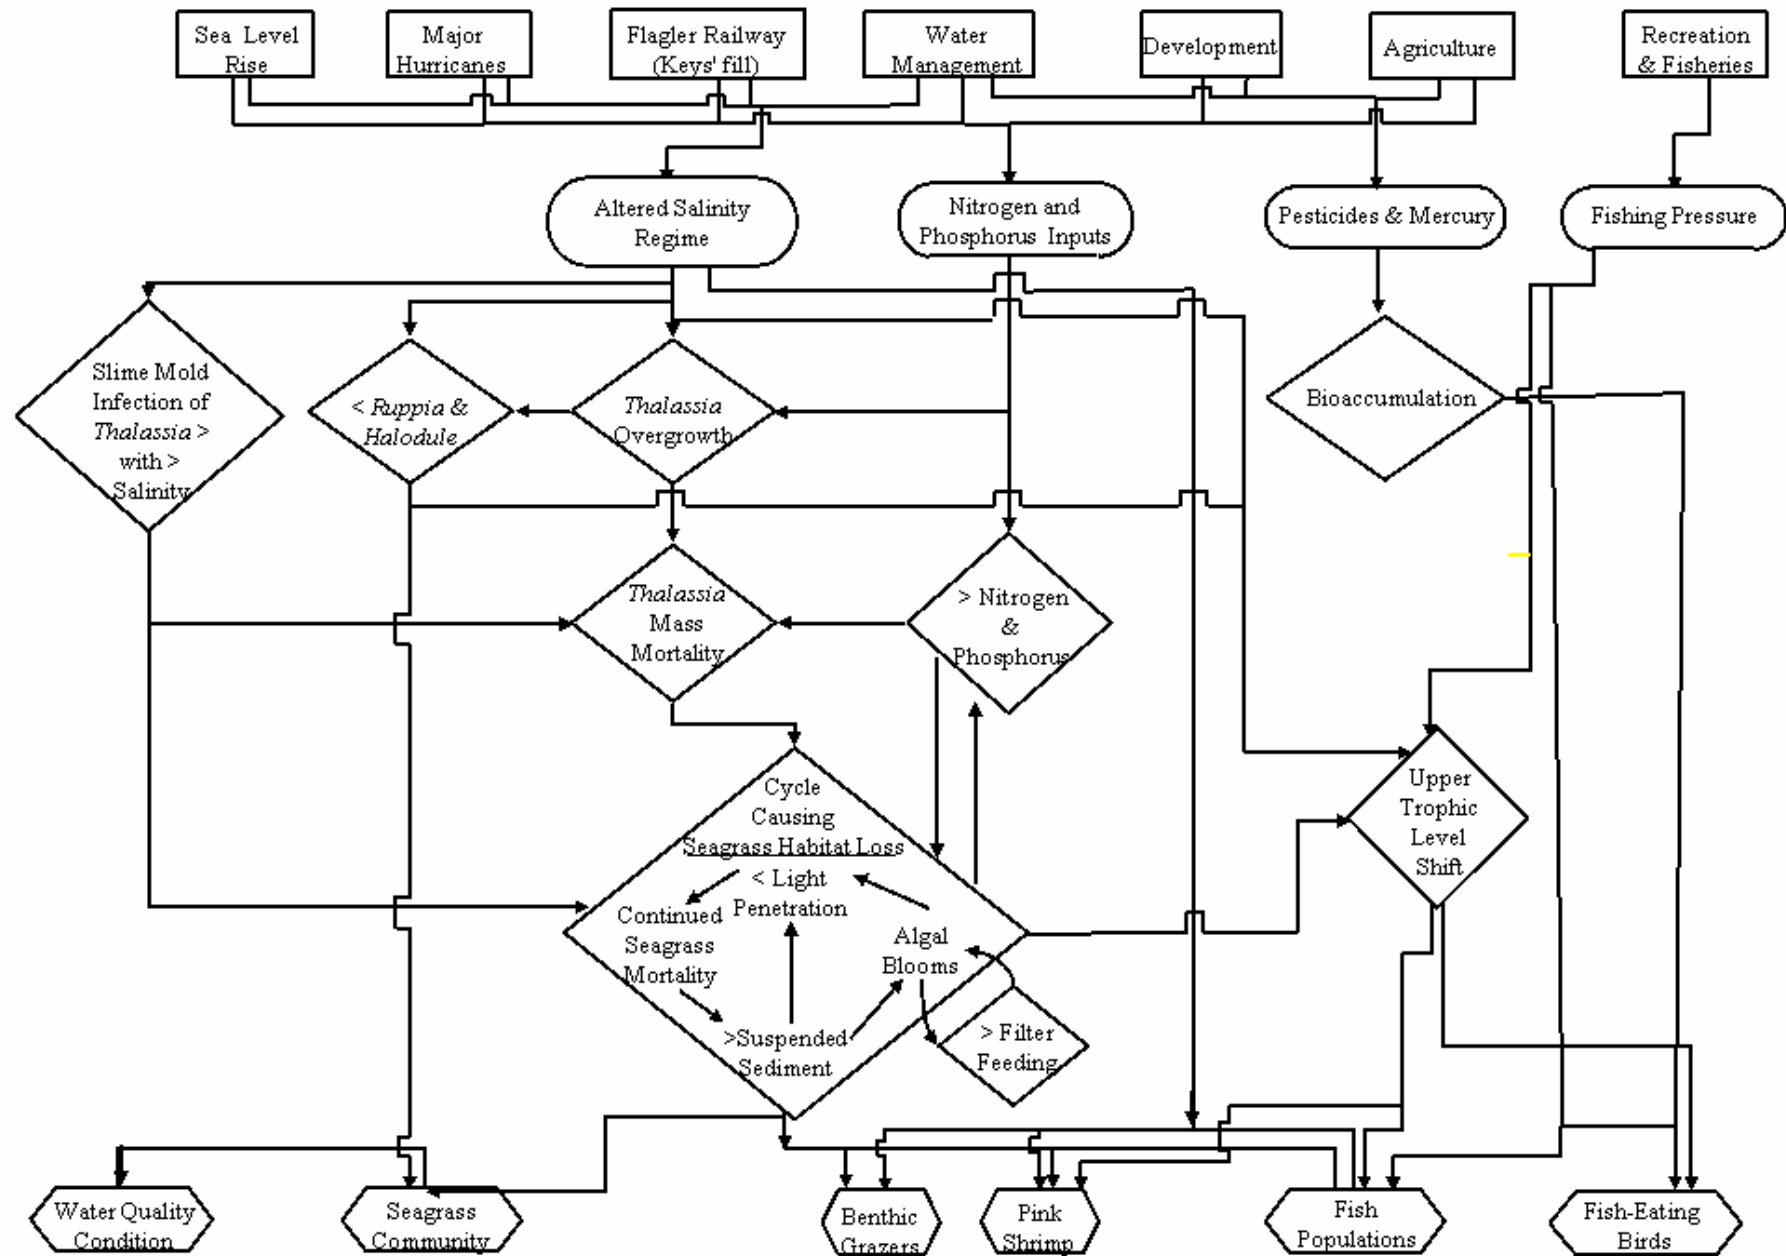 Sea Level
Rise
Major
Hurricanes
Flagler Railway
(Keys' fill)
Water
Management
Development
Agriculture
Recreation
& Fisheries
Altered Salinity
Regime
Nitrogen and
Phosphorus Inputs
Pesticides & Mercury
Fishing Pressure
Slime Mold
Infection of
Thalassia >
with >
Salinity
< Ruppia &
Halodule
Thalassia
Overgrowth
Bioaccumulation
Thalassia
Mass
Mortality
> Nitrogen
&
Phosphorus
Cycle
Causing
Seagrass Habitat Loss
< Light
Penetration
Continued
Seagrass
Mortality
Algal
Blooms
>Suspended
Sediment
> Filter
Feeding
Upper
Trophic
Level
Shift
Water Quality
Condition
Seagrass
Community
Benthic
Grazers
Pink
Shrimp
Fish
Populations
Fish-Eating
Birds